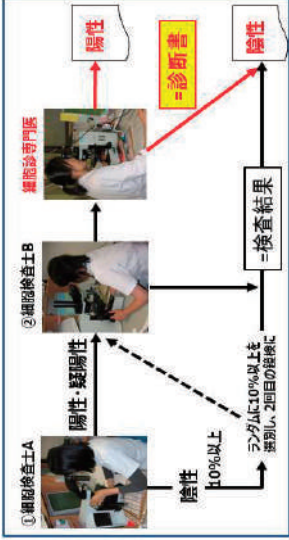 ①細胞検査士A
陽性・疑陽性
②細胞検査士B
細胞診専門医
陽性
=診断書
陰性
10%以上
ランダムに10%以上を
選別し、2回目の鏡検に
=検査結果
陰性